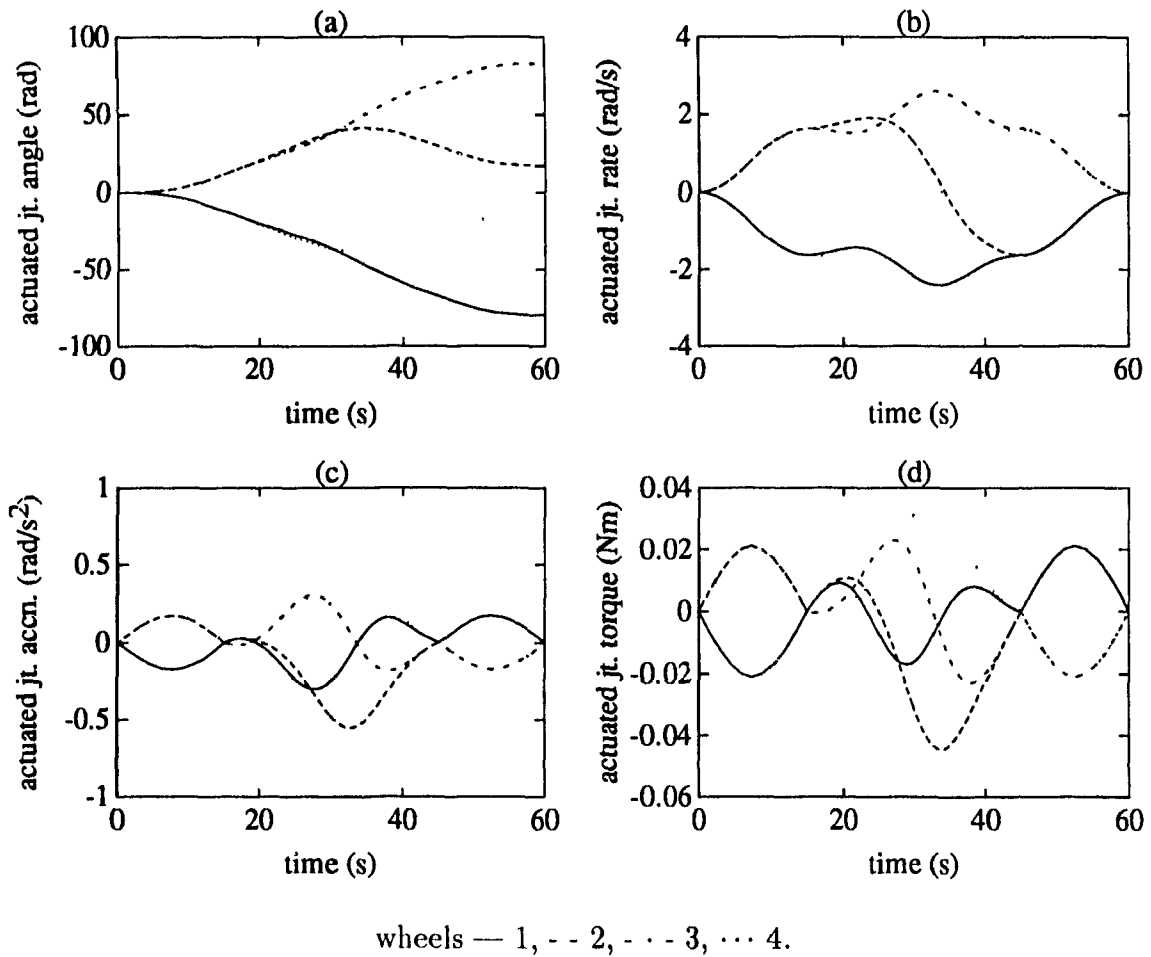 (a)
actuated jt. angle (rad)
100
50
0
-50
-100
0 20 40 60
time (s)
(b)
actuated jt. rate (rad/s)
4
2
0
-2
-4
0 20 40 60
time (s)
(c)
actuated jt. accn. (rad/s²)
1
0.5
0
-0.5
-1
0 20 40 60
time (s)
(d)
actuated jt. torque (Nm)
0.04
0.02
0
-0.02
-0.04
-0.06
0 20 40 60
time (s)
wheels — 1, - - 2, - · - 3, ··· 4.